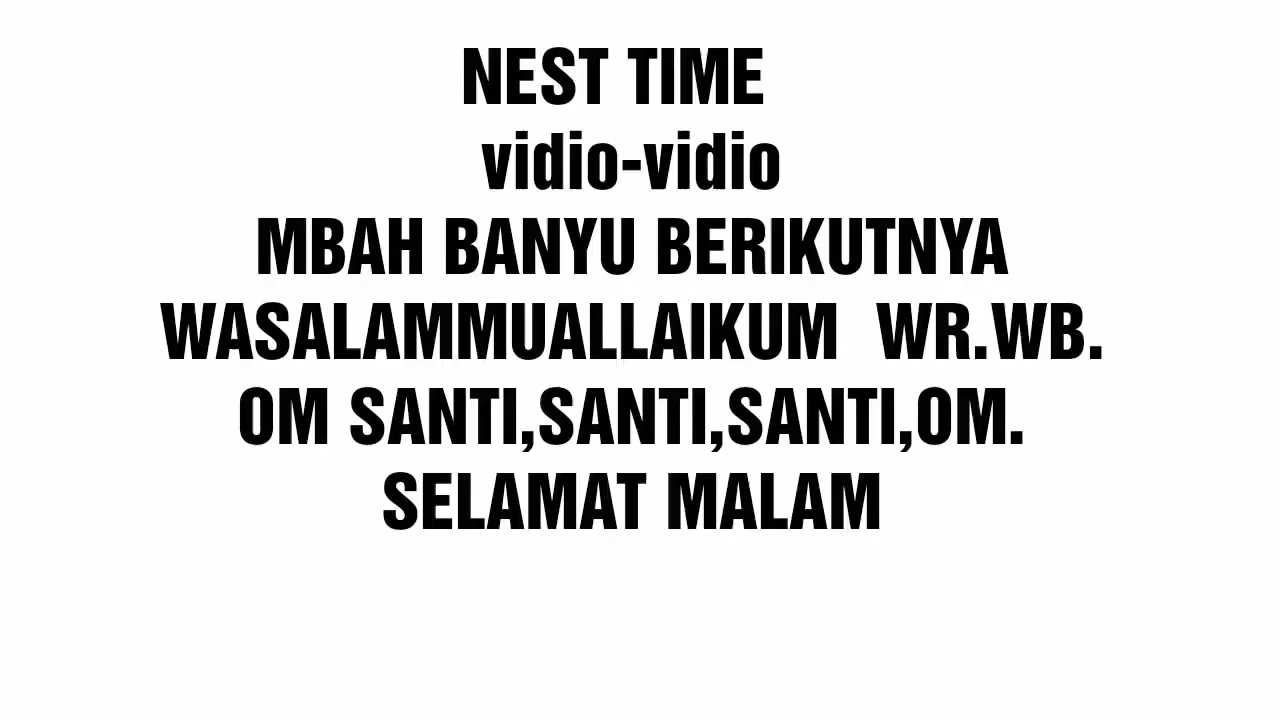 NEST TIME
vidio-vidio
MBAH BANYU BERIKUTNYA
WASALAMMUALLAIKUM WR.WB.
OM SANTI,SANTI,SANTI,OM.
SELAMAT MALAM